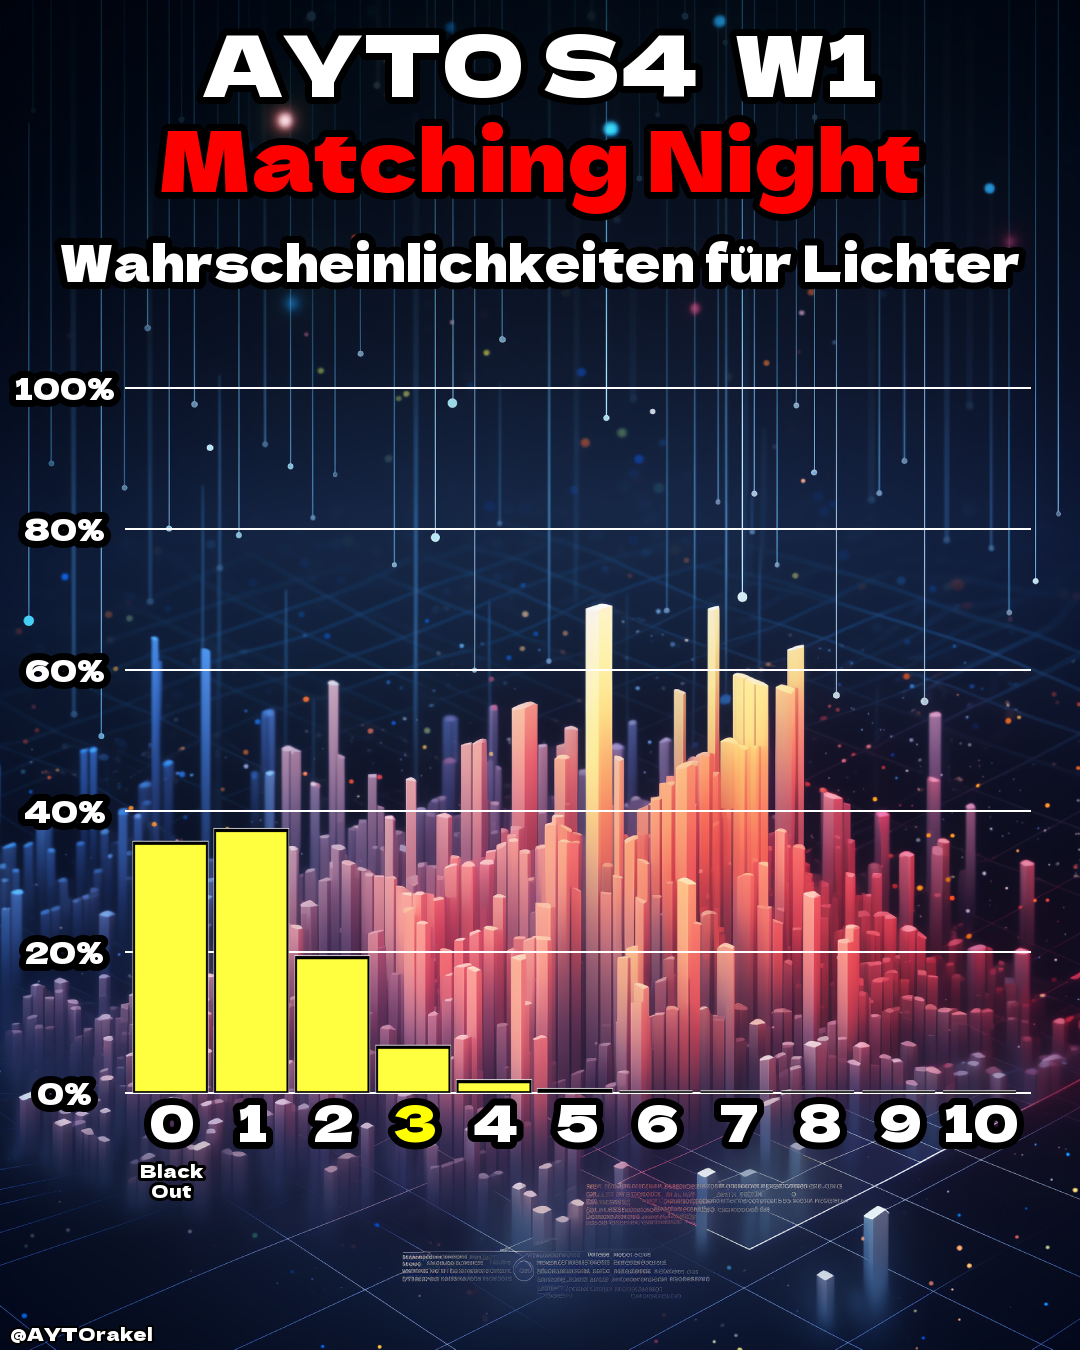 AYTO S4 W1
Matching Night
Wahrscheinlichkeiten für Lichter
100%
80%
60%
40%
20%
0%
0 1 2 3 4 5 6 7 8 9 10
Black
Out
@AYTOrakel